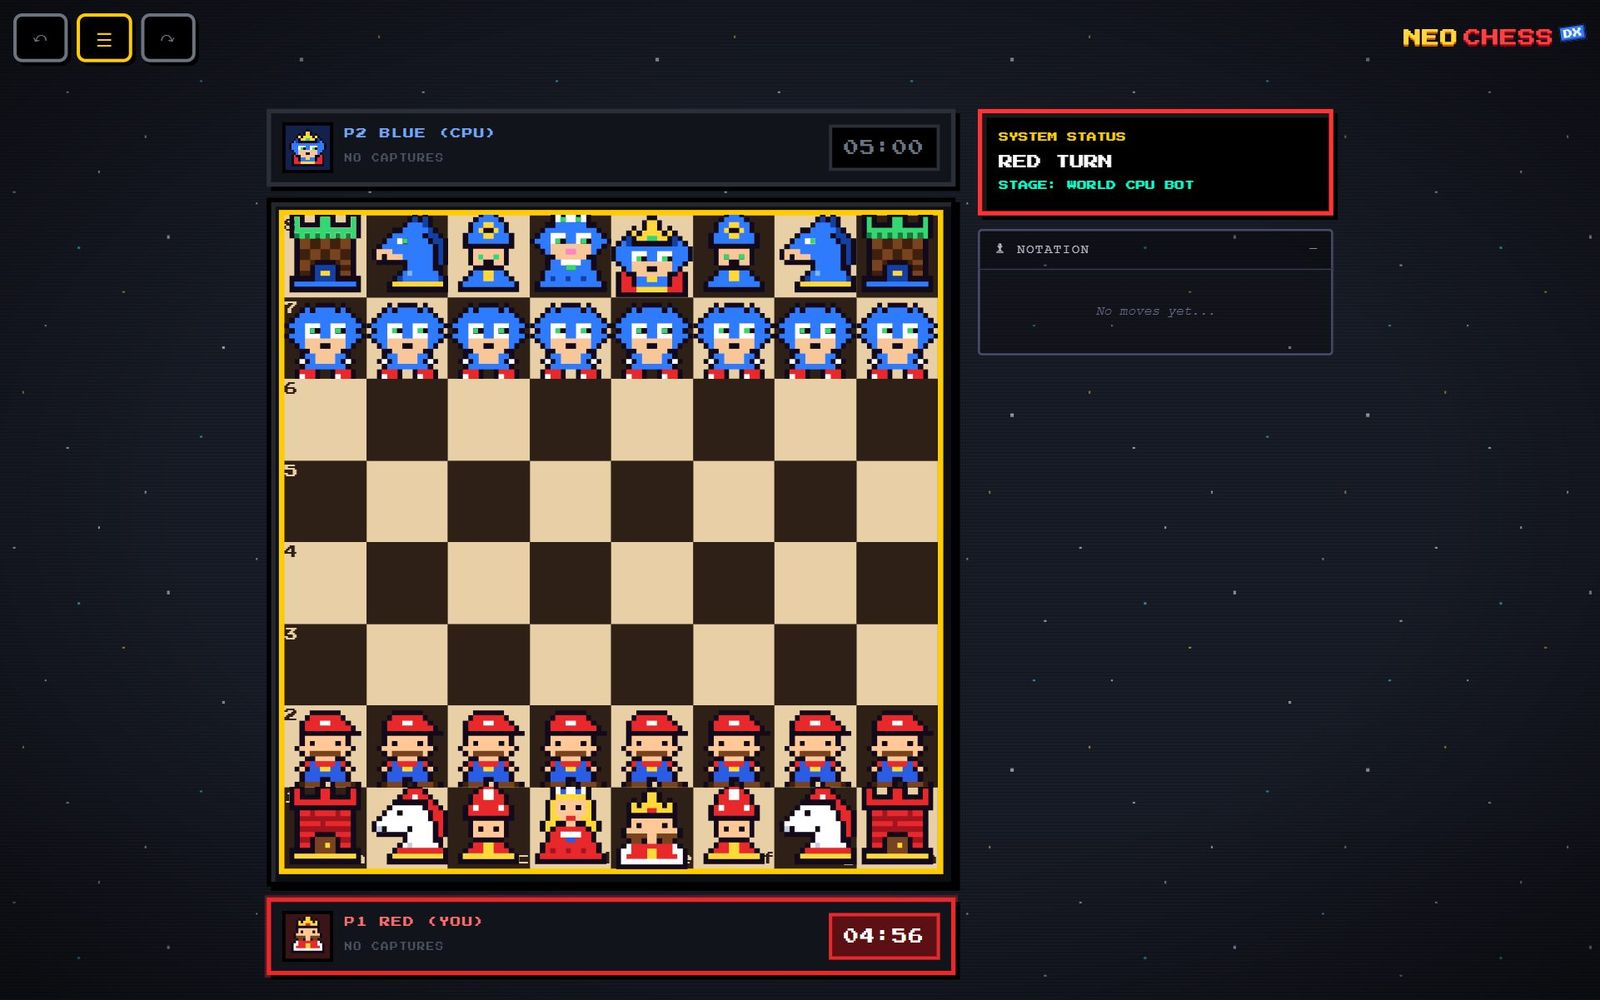 NEO CHESS DX
P2 BLUE (CPU)
NO CAPTURES
05:00
SYSTEM STATUS
RED TURN
STAGE: WORLD CPU BOT
NOTATION
No moves yet...
8
7
6
5
4
3
2
1
f
P1 RED (YOU)
NO CAPTURES
04:56